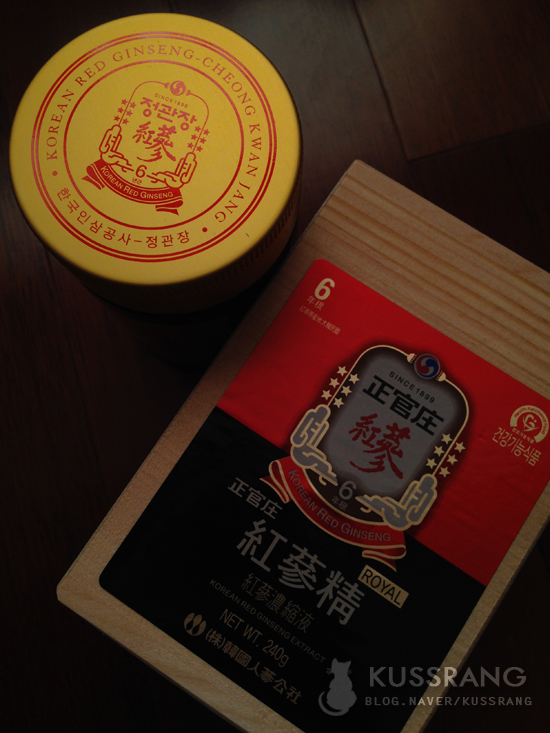 KOREAN RED GINSENG-CHEONG KWAN JANG
SINCE1899
정관장
紅蔘
6
KOREAN RED GINSENG
한국인삼공사-정관장
6
年根
SINCE1899
正官庄
紅蔘
6
年根
KOREAN RED GINSENG
건강기능식품
正官庄
紅蔘精
ROYAL
紅蔘濃縮液
KOREAN RED GINSENG EXTRACT
NET WT. 240g
(株)韓國人蔘公社
KUSSRANG
BLOG.NAVER/KUSSRANG